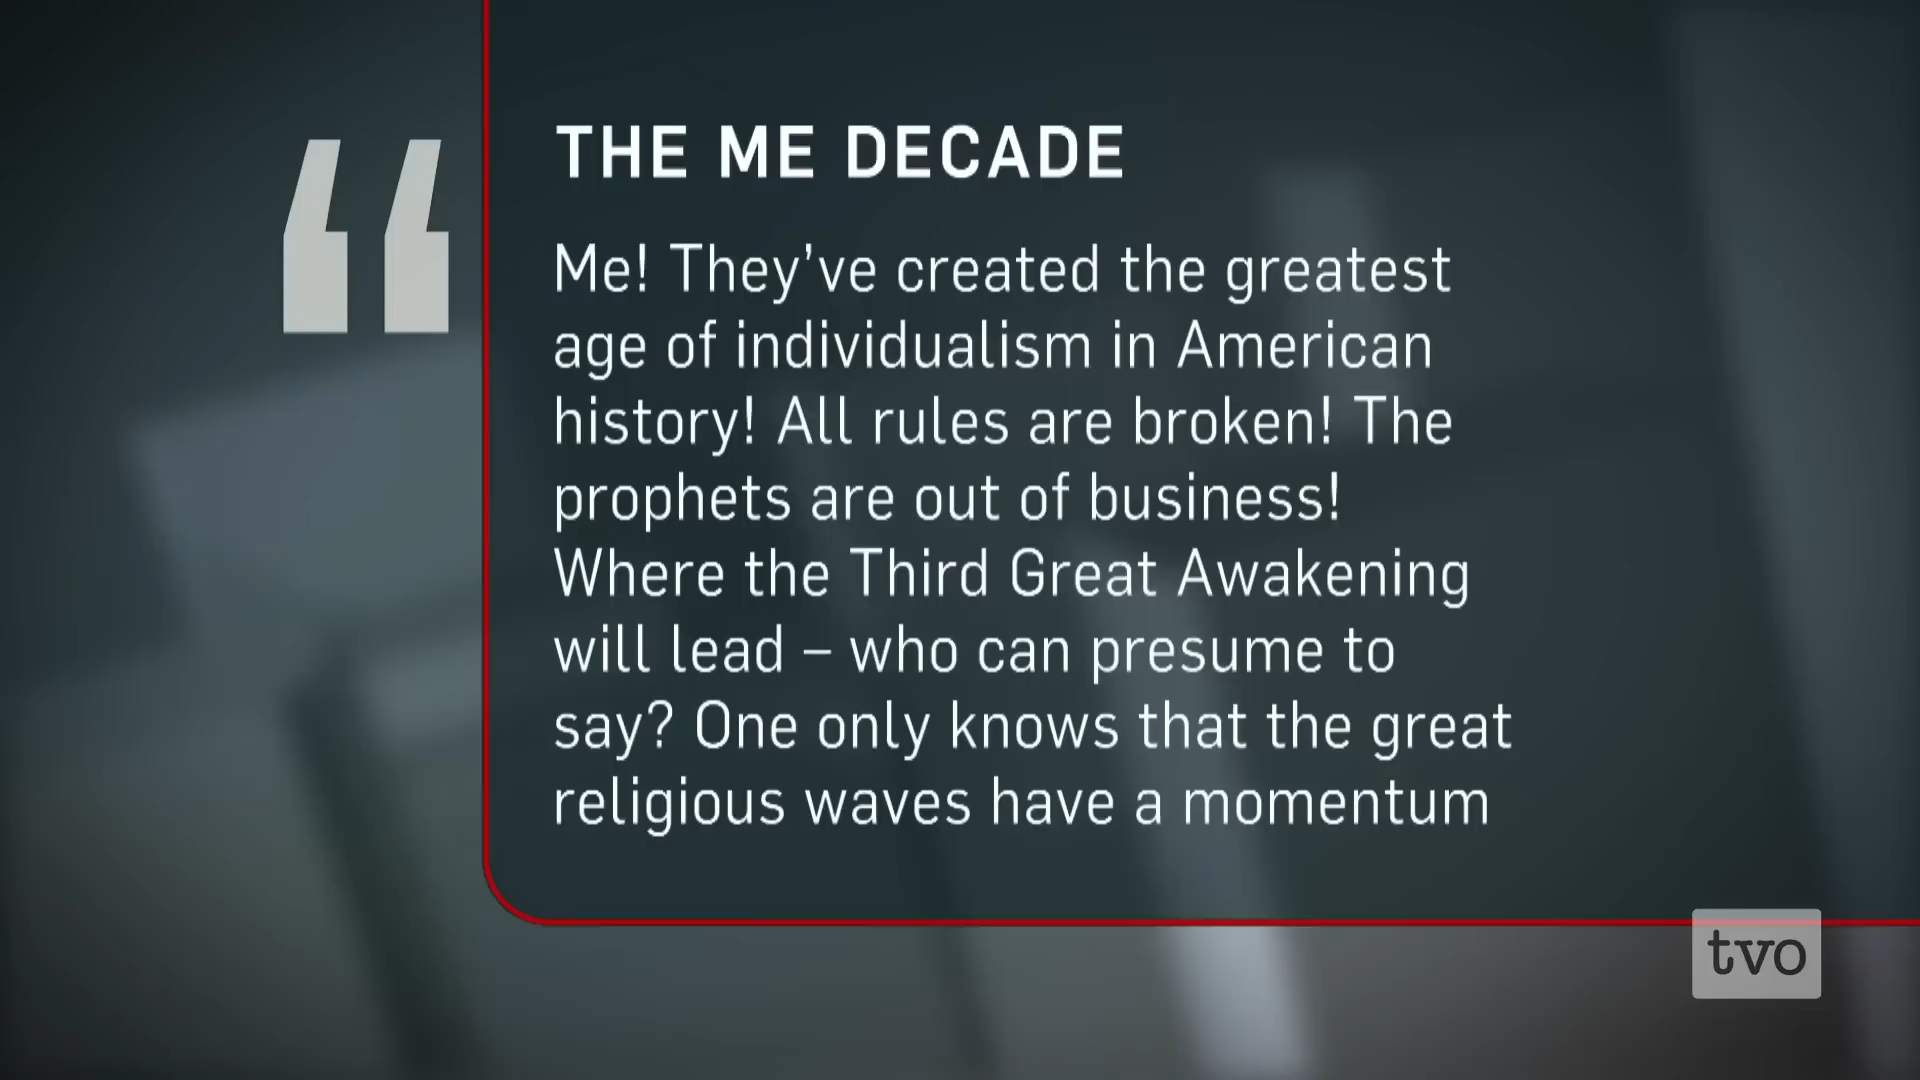 “
THE ME DECADE
Me! They’ve created the greatest
age of individualism in American
history! All rules are broken! The
prophets are out of business!
Where the Third Great Awakening
will lead – who can presume to
say? One only knows that the great
religious waves have a momentum
tvo